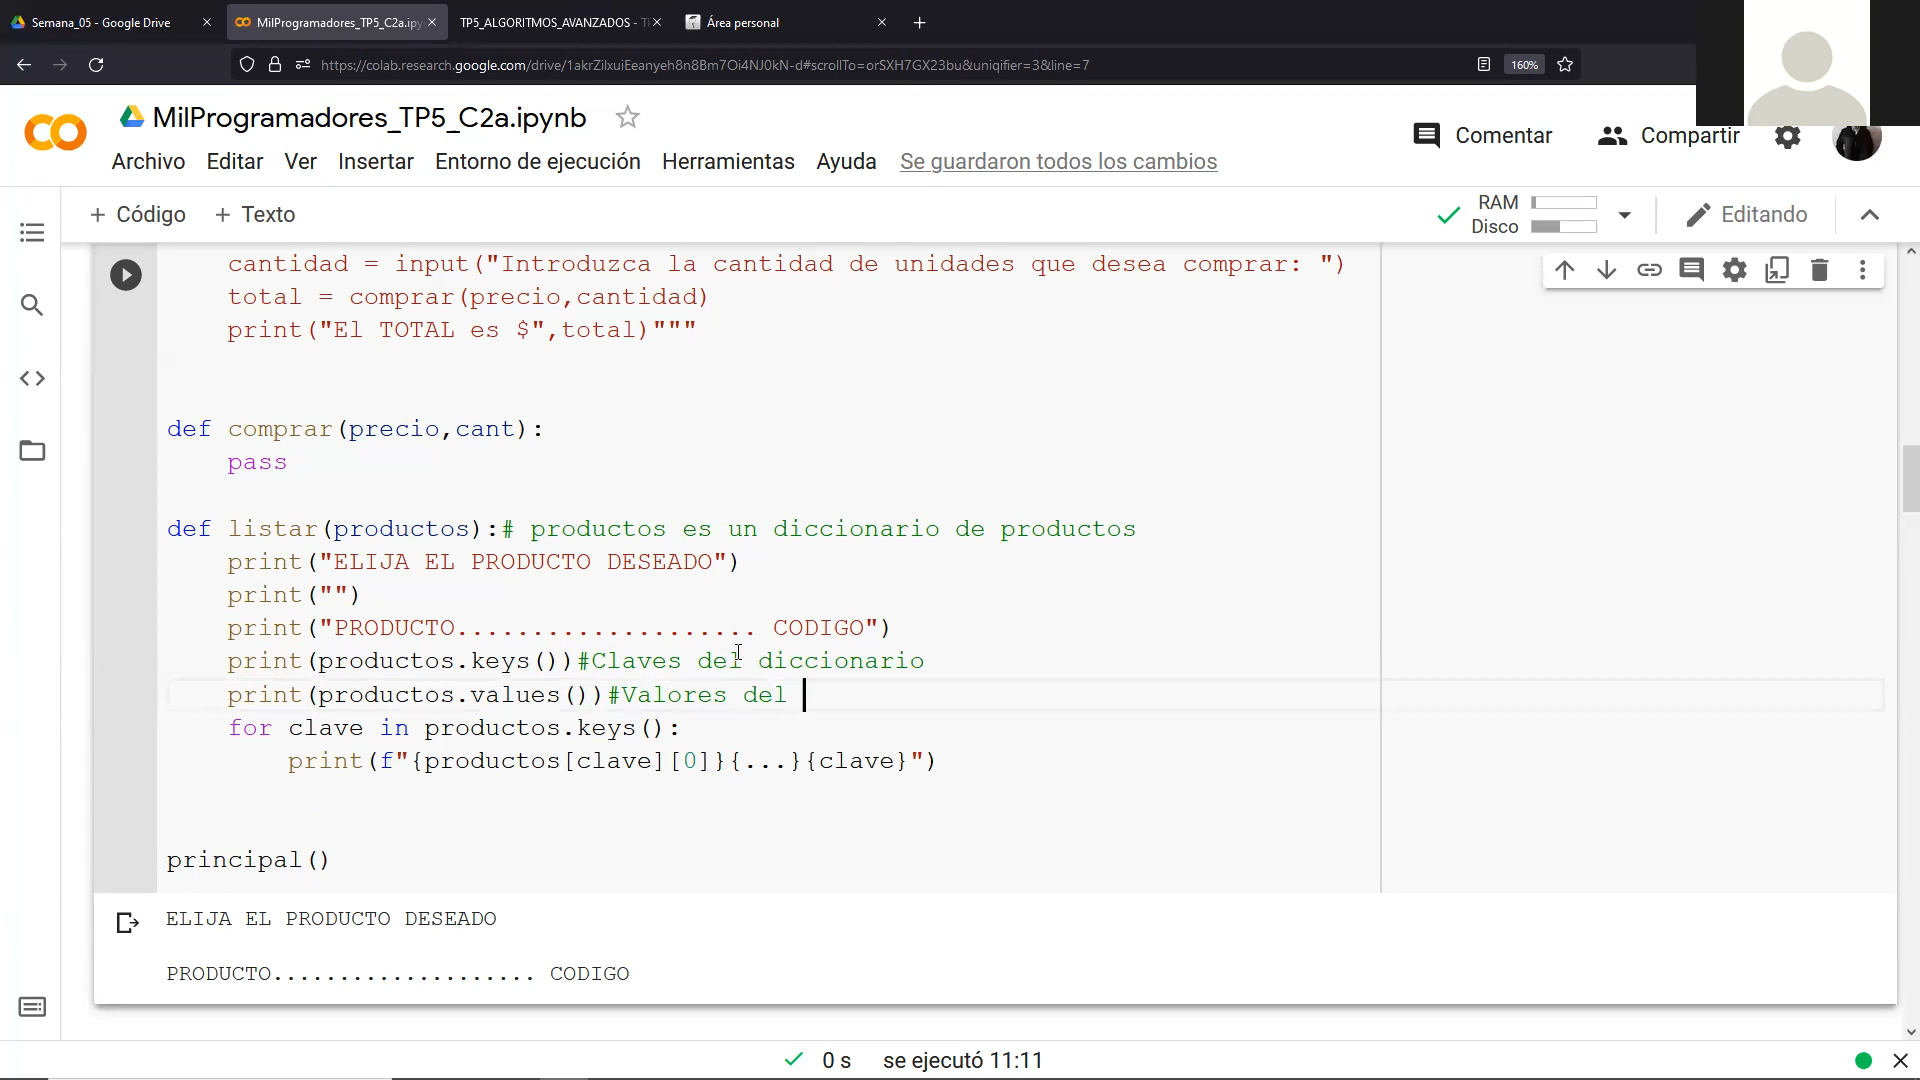 Semana_05 - Google Drive
MilProgramadores_TP5_C2a.ipy
TP5_ALGORITMOS_AVANZADOS - T
Área personal
https://colab.research.google.com/drive/1akrZilxuiEeanyeh8n8Bm7Oi4NJ0kN-d#scrollTo=orSXH7GX23bu&uniqifier=3&line=7
160%
MilProgramadores_TP5_C2a.ipynb
Comentar
Compartir
Archivo Editar Ver Insertar Entorno de ejecución Herramientas Ayuda Se guardaron todos los cambios
+ Código + Texto
RAM
Disco
Editando
cantidad = input("Introduzca la cantidad de unidades que desea comprar: ")
total = comprar(precio,cantidad)
print("El TOTAL es $",total)"""
def comprar(precio,cant):
pass
def listar(productos):# productos es un diccionario de productos
print("ELIJA EL PRODUCTO DESEADO")
print("")
print("PRODUCTO.................... CODIGO")
print(productos.keys())#Claves del diccionario
print(productos.values())#Valores del
for clave in productos.keys():
print(f"{productos[clave][0]}{...}{clave}")
principal()
ELIJA EL PRODUCTO DESEADO
PRODUCTO.................... CODIGO
0 s se ejecutó 11:11